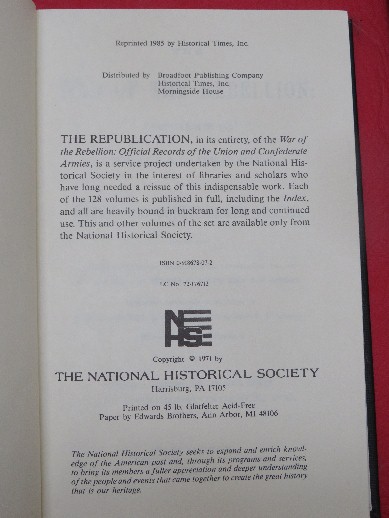 Reprinted 1985 by Historical Times, Inc.
Distributed by Broadfoot Publishing Company
Historical Times, Inc.
Morningside House
THE REPUBLICATION, in its entirety, of the War of
the Rebellion: Official Records of the Union and Confederate
Armies, is a service project undertaken by the National His-
torical Society in the interest of libraries and scholars who
have long needed a reissue of this indispensable work. Each
of the 128 volumes is published in full, including the Index,
and all are heavily bound in buckram for long and continued
use. This and other volumes of the set are available only from
the National Historical Society.
ISBN
LC No.
Copyright © 1971 by
THE NATIONAL HISTORICAL SOCIETY
Harrisburg, PA 17105
Printed on 45 lb. Glatfelter Acid-Free
Paper by Edwards Brothers, Ann Arbor, MI 48106
The National Historical Society seeks to expand and enrich knowl-
edge of the American past and, through its programs and services,
to bring its members a fuller appreciation and deeper understanding
of the people and events that came together to create the great history
that is our heritage.